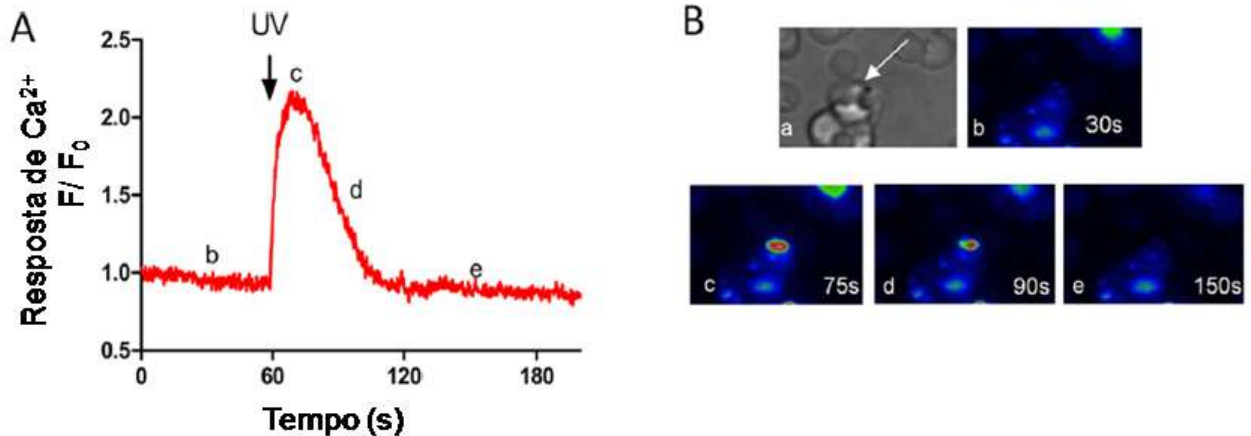 A
UV
Resposta de Ca²⁺
F/ F₀
2.5
2.0
1.5
1.0
0.5
b
c
d
e
0
60
120
180
Tempo (s)
B
a
b 30s
c 75s
d 90s
e 150s